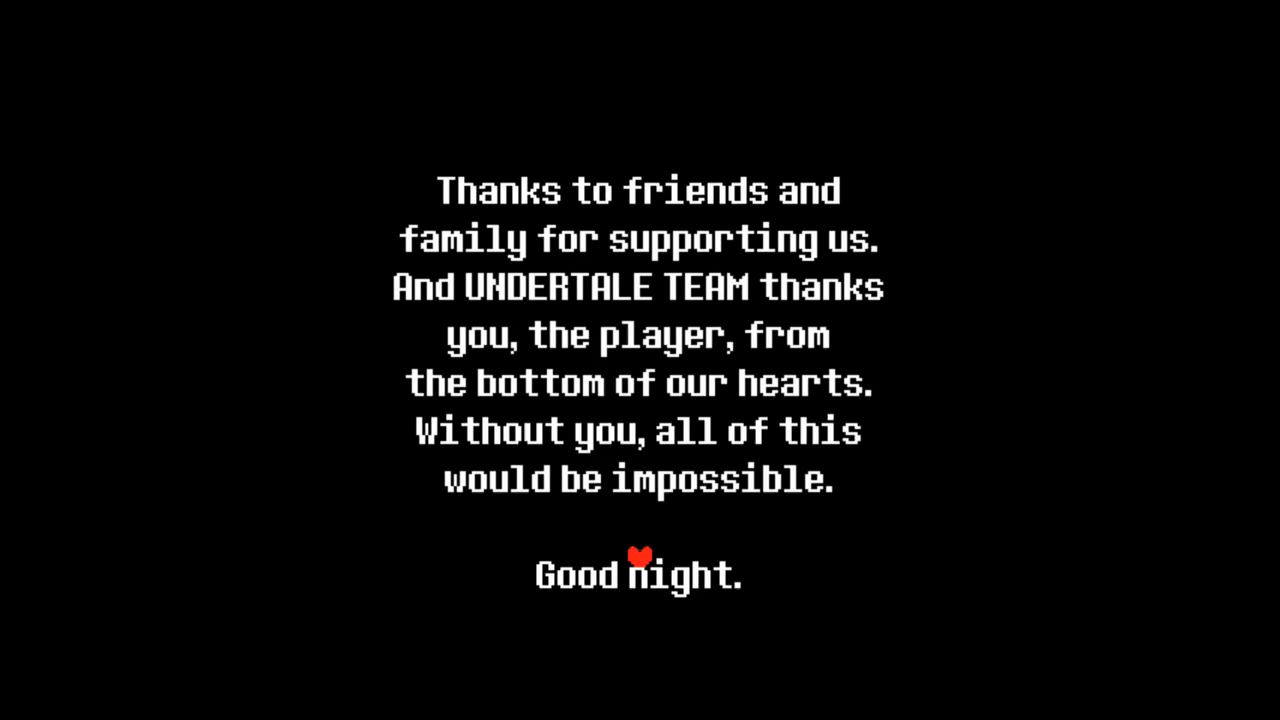 Thanks to friends and
family for supporting us.
And UNDERTALE TEAM thanks
you, the player, from
the bottom of our hearts.
Without you, all of this
would be impossible.
Good night.